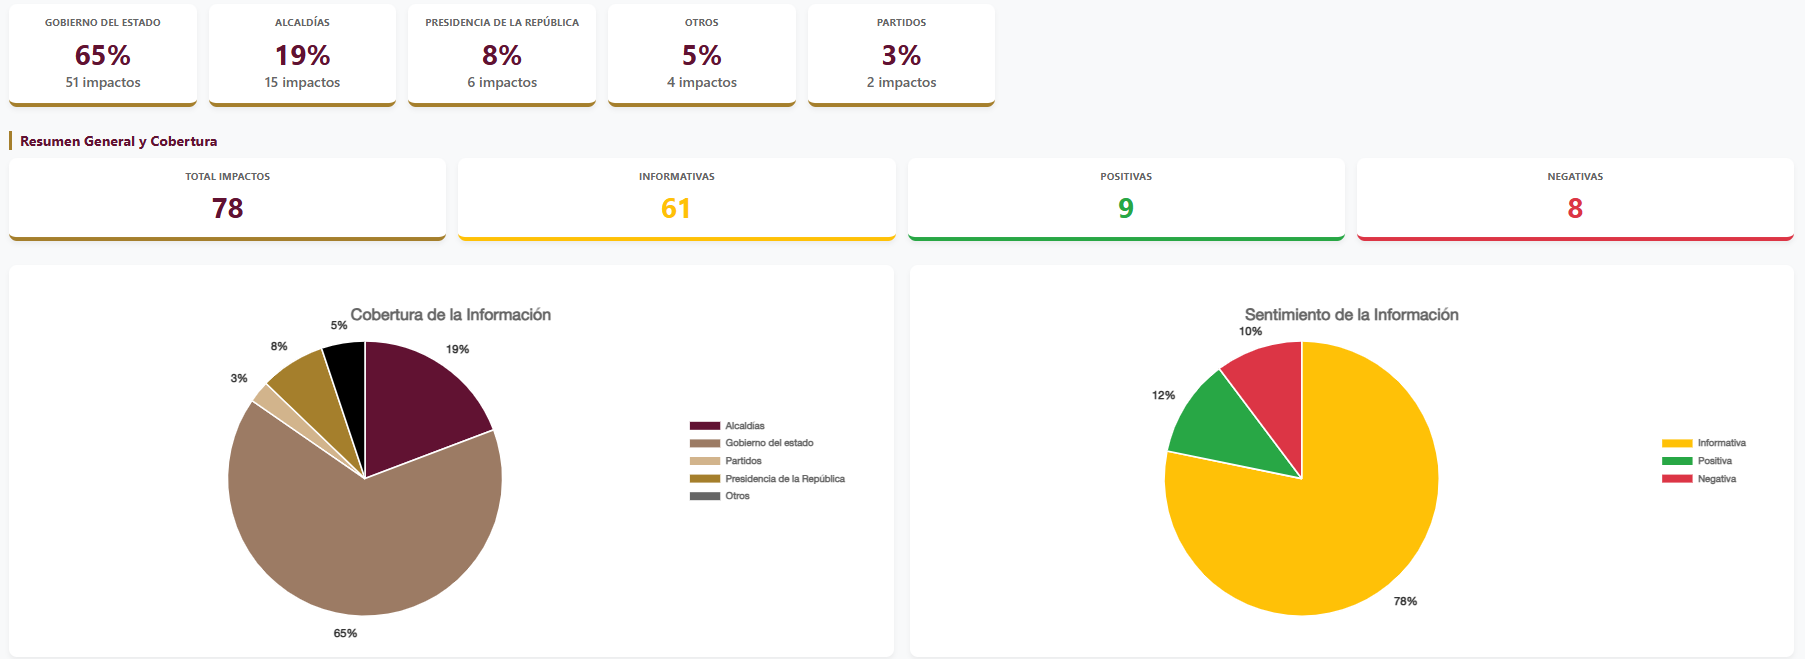 GOBIERNO DEL ESTADO
65%
51 impactos
ALCALDÍAS
19%
15 impactos
PRESIDENCIA DE LA REPÚBLICA
8%
6 impactos
OTROS
5%
4 impactos
PARTIDOS
3%
2 impactos
Resumen General y Cobertura
TOTAL IMPACTOS
78
INFORMATIVAS
61
POSITIVAS
9
NEGATIVAS
8
Cobertura de la Información
5%
19%
8%
3%
65%
Alcaldias
Gobierno del estado
Partidos
Presidencia de la República
Otros
Sentimiento de la Información
10%
12%
78%
Informativa
Positiva
Negativa